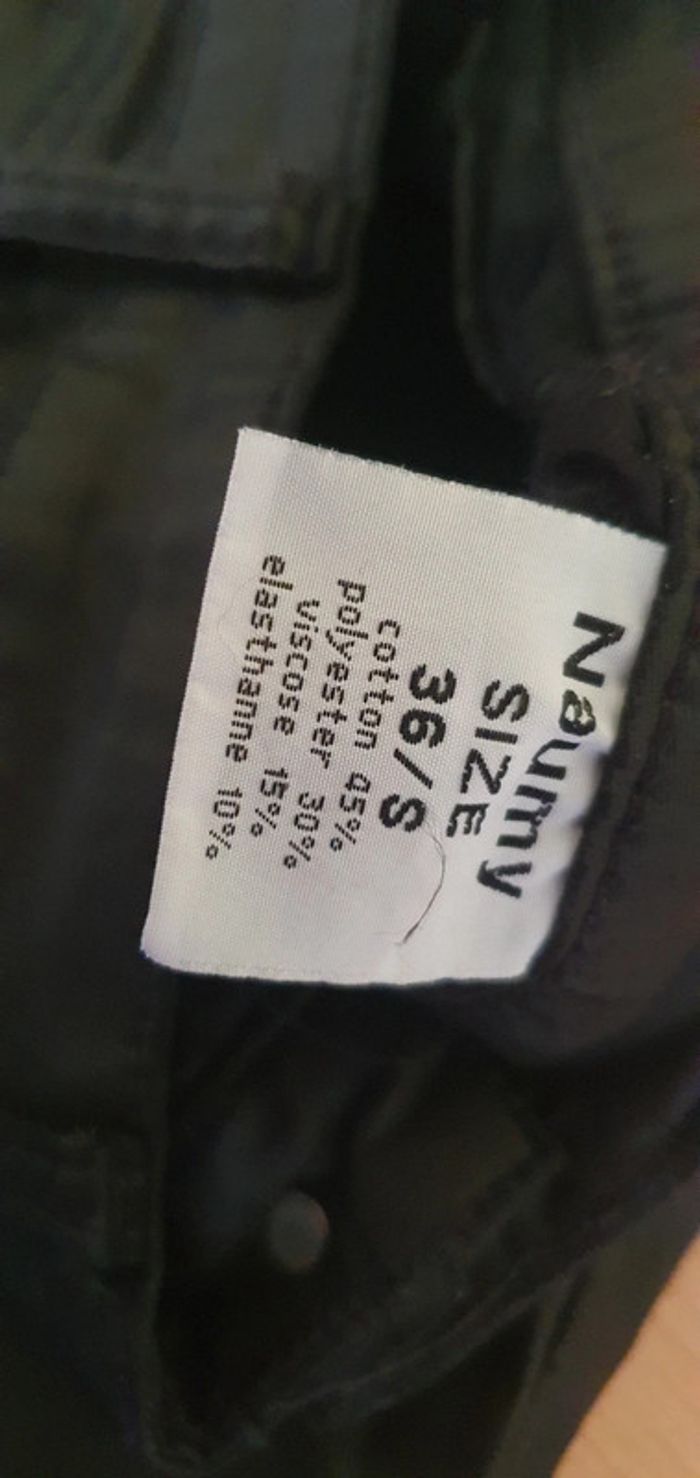 Naumy
SIZE
36/S
cotton 45%
polyester 30%
viscose 15%
elasthanne 10%